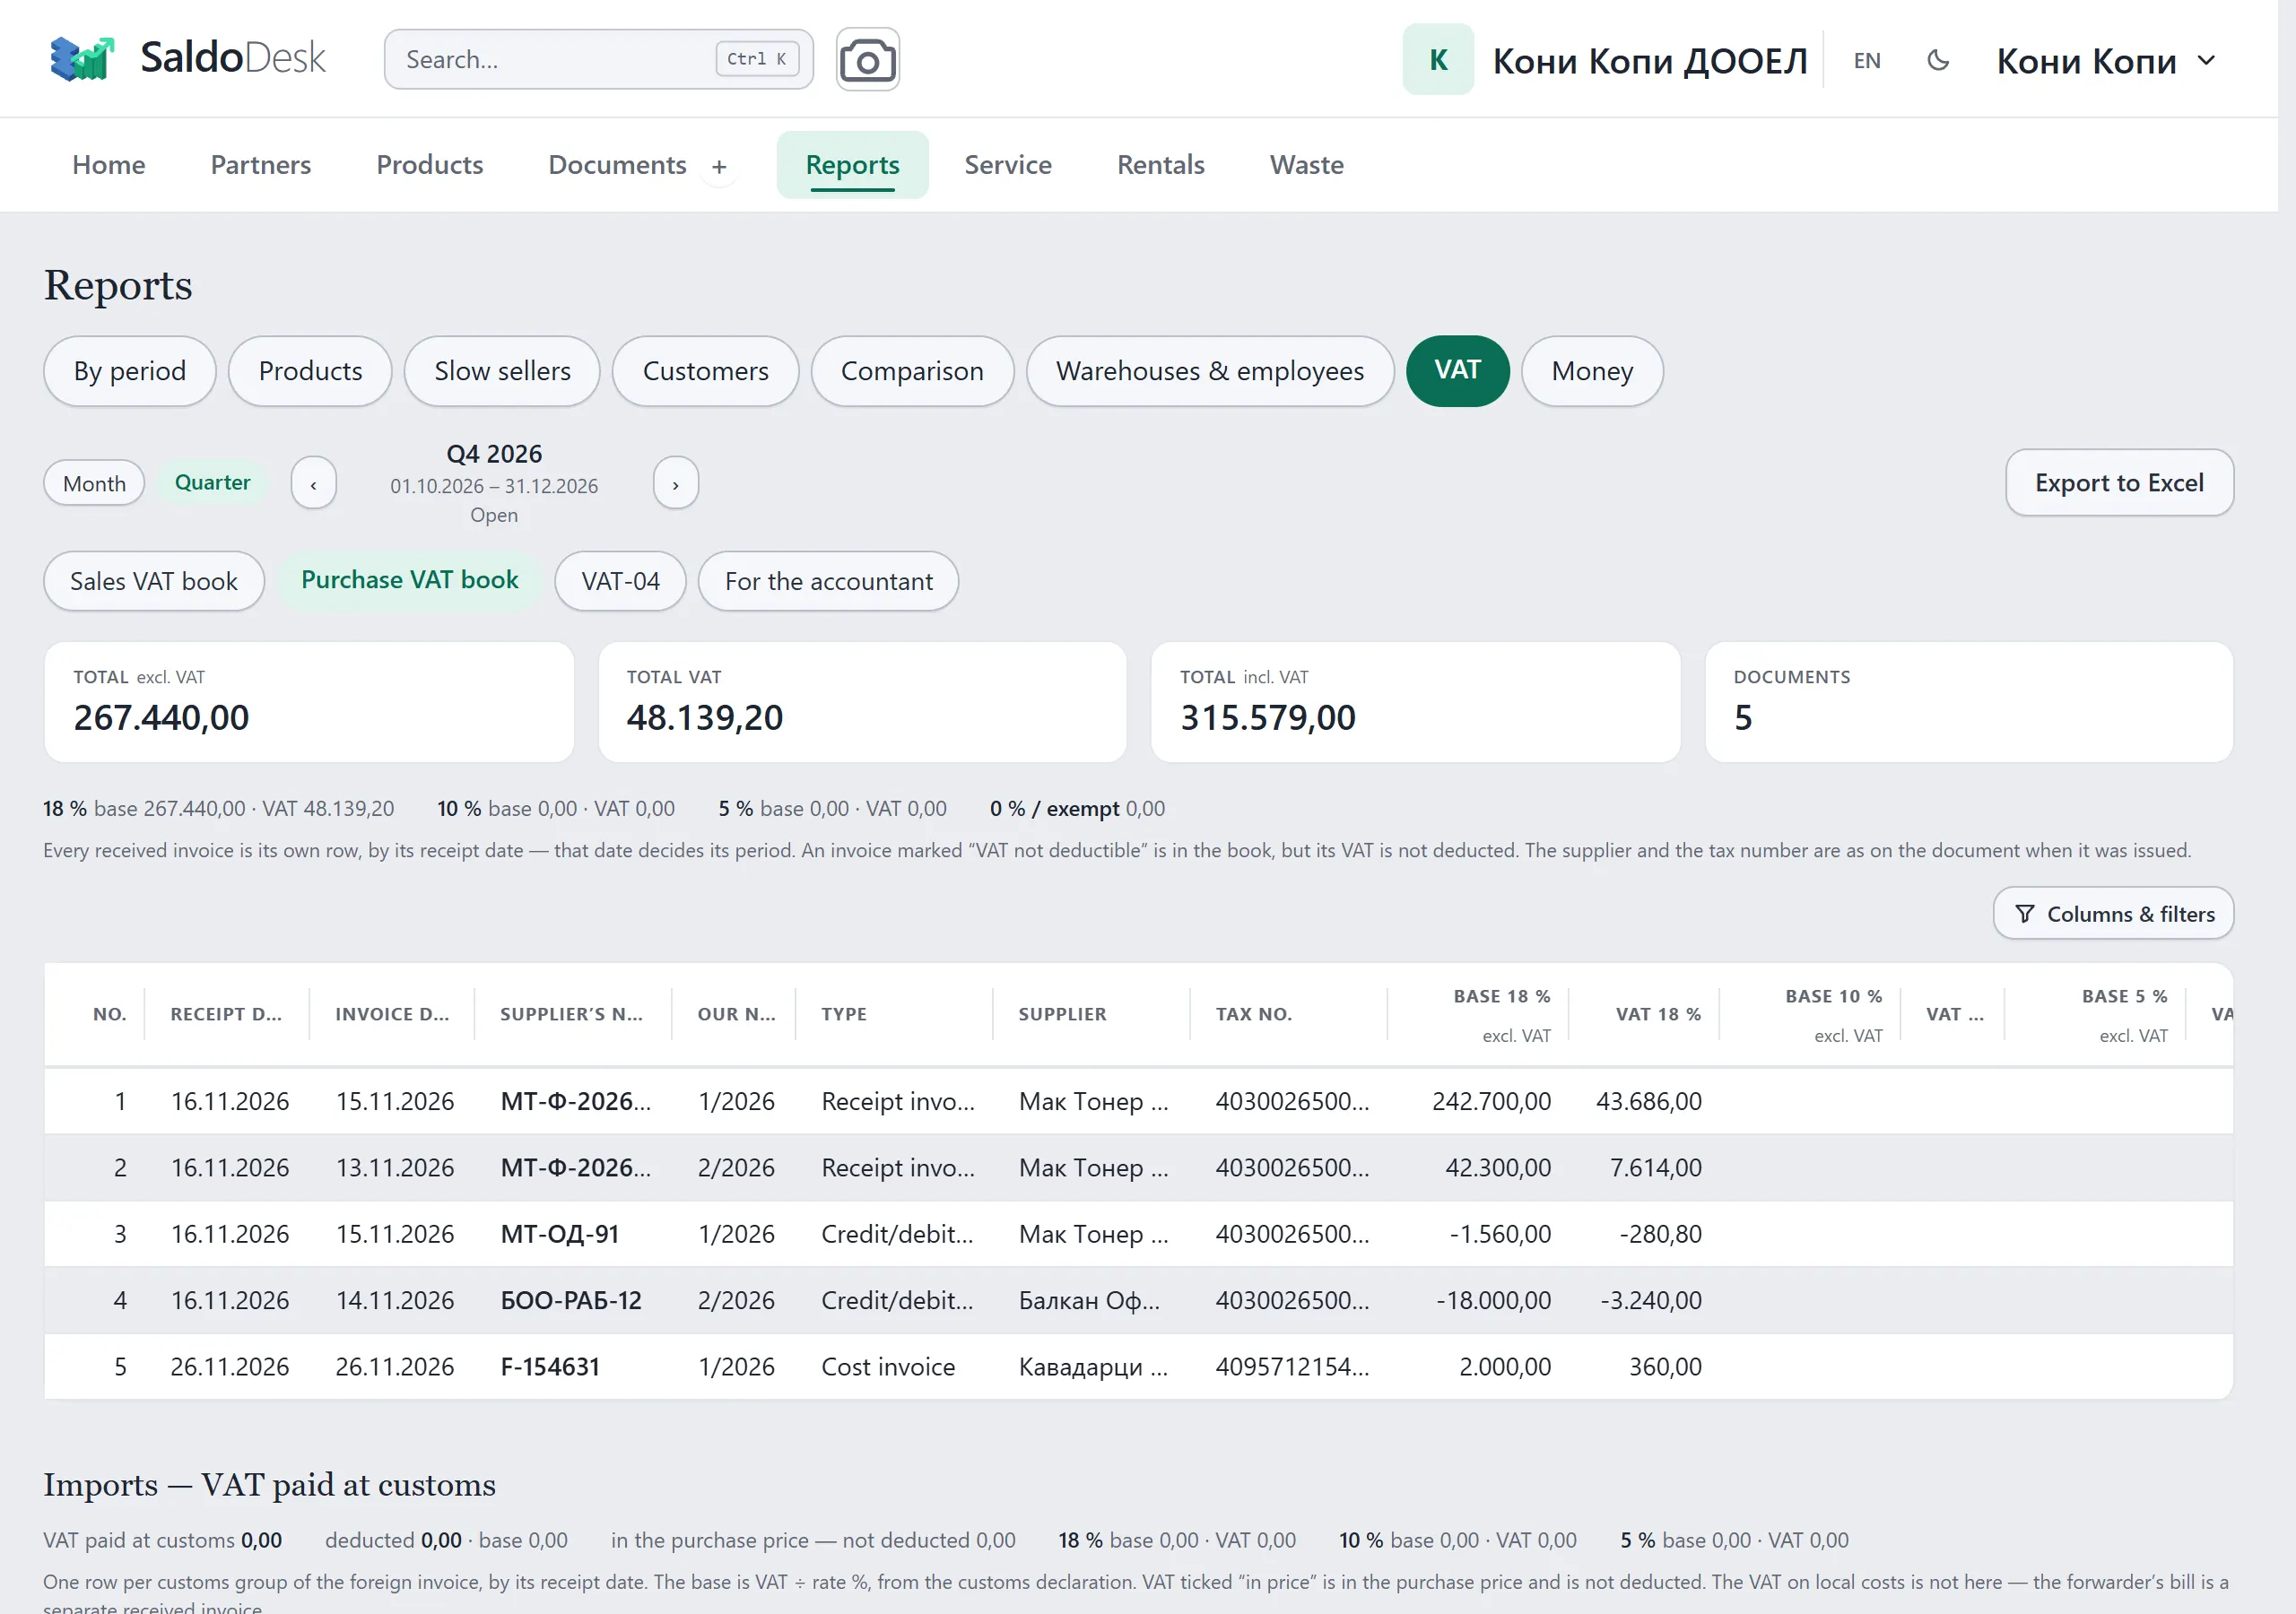 SaldoDesk
Search... Ctrl K
К Кони Копи ДООЕЛ EN Кони Копи
Home Partners Products Documents + Reports Service Rentals Waste
Reports
By period Products Slow sellers Customers Comparison Warehouses & employees VAT Money
Month Quarter ‹ Q4 2026 › Export to Excel
01.10.2026 – 31.12.2026
Open
Sales VAT book Purchase VAT book VAT-04 For the accountant
TOTAL excl. VAT TOTAL VAT TOTAL incl. VAT DOCUMENTS
267.440,00 48.139,20 315.579,00 5
18 % base 267.440,00 · VAT 48.139,20 10 % base 0,00 · VAT 0,00 5 % base 0,00 · VAT 0,00 0 % / exempt 0,00
Every received invoice is its own row, by its receipt date — that date decides its period. An invoice marked “VAT not deductible” is in the book, but its VAT is not deducted. The supplier and the tax number are as on the document when it was issued.
Columns & filters
NO. RECEIPT D... INVOICE D... SUPPLIER’S N... OUR N... TYPE SUPPLIER TAX NO. BASE 18 % excl. VAT VAT 18 % BASE 10 % excl. VAT VAT ... BASE 5 % excl. VAT VA
1 16.11.2026 15.11.2026 МТ-Ф-2026... 1/2026 Receipt invo... Мак Тонер ... 4030026500... 242.700,00 43.686,00
2 16.11.2026 13.11.2026 МТ-Ф-2026... 2/2026 Receipt invo... Мак Тонер ... 4030026500... 42.300,00 7.614,00
3 16.11.2026 15.11.2026 МТ-ОД-91 1/2026 Credit/debit... Мак Тонер ... 4030026500... -1.560,00 -280,80
4 16.11.2026 14.11.2026 БОО-РАБ-12 2/2026 Credit/debit... Балкан Оф... 4030026500... -18.000,00 -3.240,00
5 26.11.2026 26.11.2026 F-154631 1/2026 Cost invoice Кавадарци ... 4095712154... 2.000,00 360,00
Imports — VAT paid at customs
VAT paid at customs 0,00 deducted 0,00 · base 0,00 in the purchase price — not deducted 0,00 18 % base 0,00 · VAT 0,00 10 % base 0,00 · VAT 0,00 5 % base 0,00 · VAT 0,00
One row per customs group of the foreign invoice, by its receipt date. The base is VAT ÷ rate %, from the customs declaration. VAT ticked “in price” is in the purchase price and is not deducted. The VAT on local costs is not here — the forwarder’s bill is a
separate received invoice.